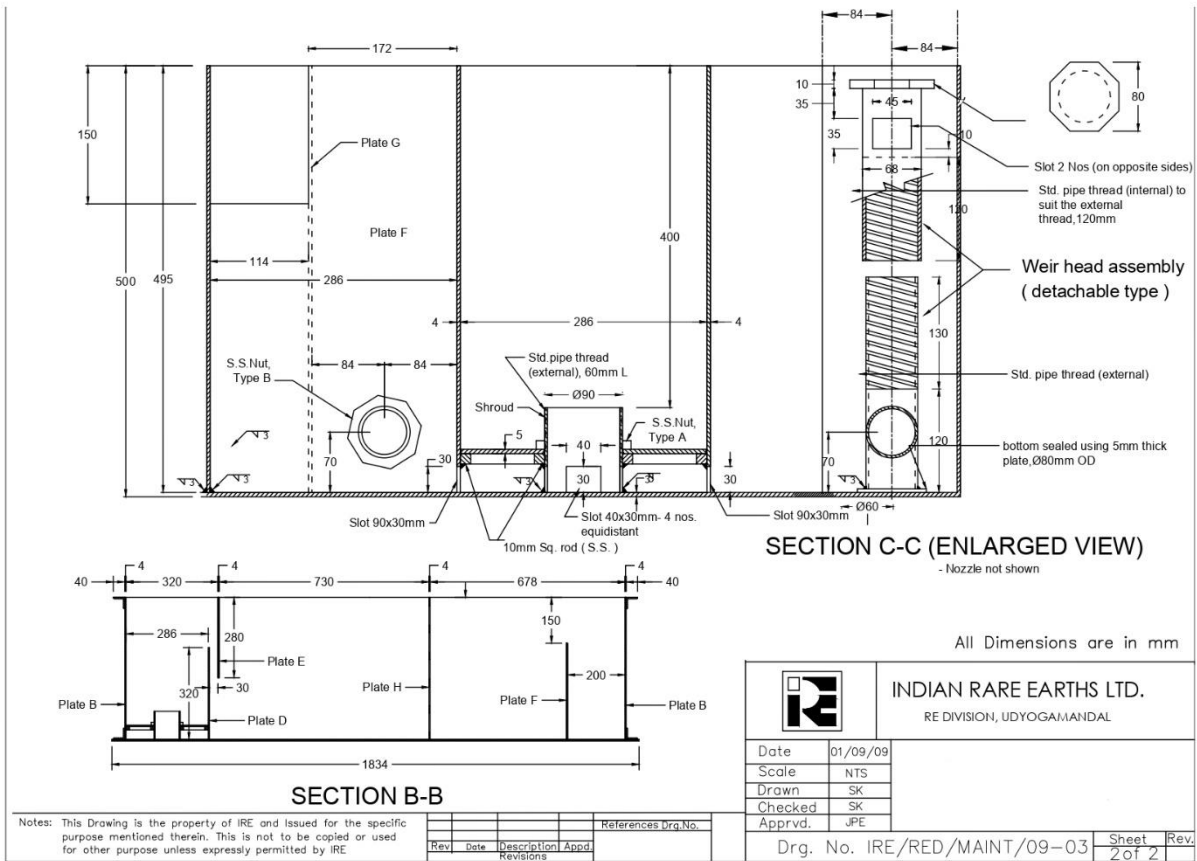 84
84
172
10
35
45
80
150
35
10
Plate G
Slot 2 Nos (on opposite sides)
68
Std. pipe thread (internal) to
suit the external
thread,120mm
120
Plate F
400
114
Weir head assembly
( detachable type )
500
495
286
4
286
4
130
84
84
S.S.Nut,
Type B
Std.pipe thread
(external), 60mm L
Std. pipe thread (external)
Ø90
Shroud
S.S.Nut,
Type A
5
40
120
bottom sealed using 5mm thick
plate,Ø80mm OD
70
30
30
30
70
3
3
3
3
3
3
3
Ø60
Slot 90x30mm
Slot 40x30mm- 4 nos.
equidistant
Slot 90x30mm
10mm Sq. rod ( S.S. )
SECTION C-C (ENLARGED VIEW)
- Nozzle not shown
4
4
4
4
40
320
730
678
40
286
280
150
Plate E
30
320
200
Plate B
Plate H
Plate F
Plate B
Plate D
1834
SECTION B-B
All Dimensions are in mm
INDIAN RARE EARTHS LTD.
RE DIVISION, UDYOGAMANDAL
Date 01/09/09
Scale NTS
Drawn SK
Checked SK
Apprvd. JPE
Drg. No. IRE/RED/MAINT/09-03
Sheet
2of 2
Rev.
Notes: This Drawing is the property of IRE and Issued for the specific
purpose mentioned therein. This is not to be copied or used
for other purpose unless expressly permitted by IRE
References Drg.No.
Rev Date Description Appd.
Revisions